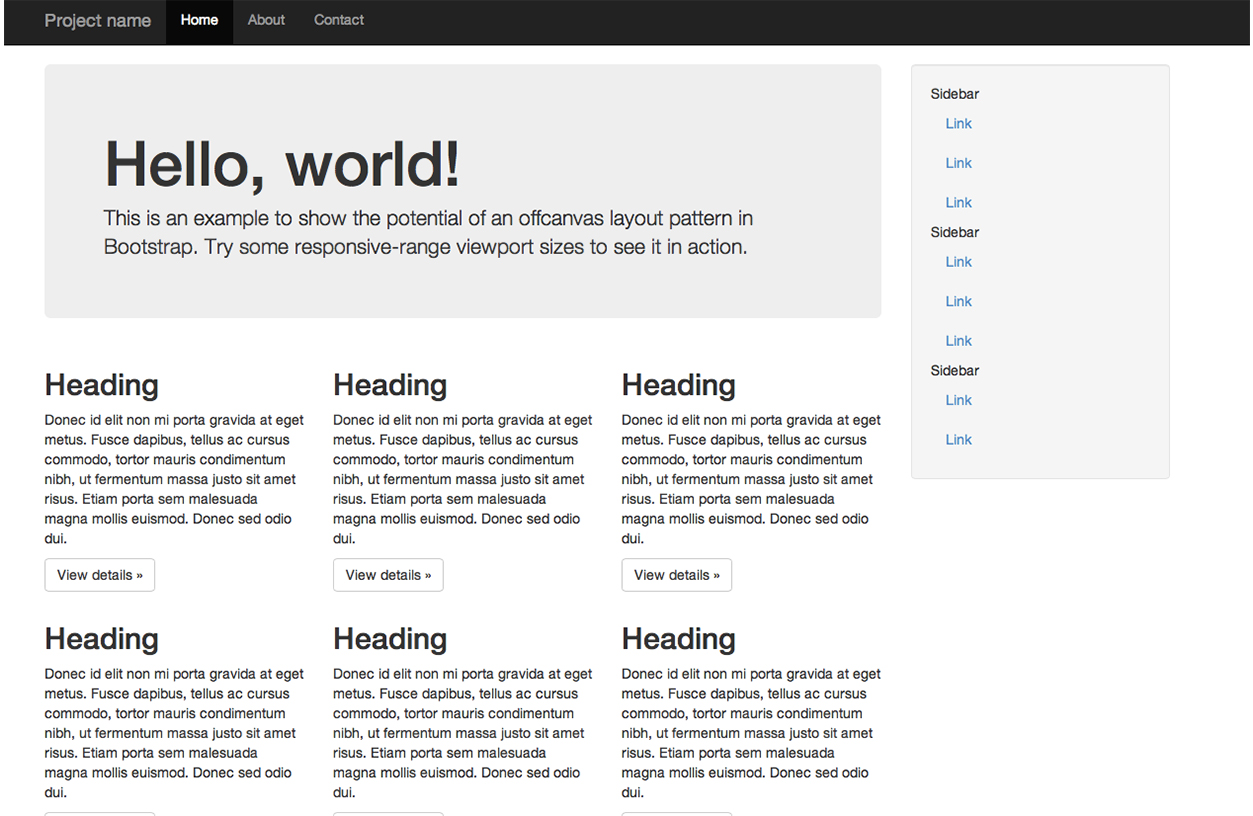 Project name Home About Contact
Hello, world!
This is an example to show the potential of an offcanvas layout pattern in
Bootstrap. Try some responsive-range viewport sizes to see it in action.
Heading
Donec id elit non mi porta gravida at eget
metus. Fusce dapibus, tellus ac cursus
commodo, tortor mauris condimentum
nibh, ut fermentum massa justo sit amet
risus. Etiam porta sem malesuada
magna mollis euismod. Donec sed odio
dui.
View details »
Heading
Donec id elit non mi porta gravida at eget
metus. Fusce dapibus, tellus ac cursus
commodo, tortor mauris condimentum
nibh, ut fermentum massa justo sit amet
risus. Etiam porta sem malesuada
magna mollis euismod. Donec sed odio
dui.
View details »
Heading
Donec id elit non mi porta gravida at eget
metus. Fusce dapibus, tellus ac cursus
commodo, tortor mauris condimentum
nibh, ut fermentum massa justo sit amet
risus. Etiam porta sem malesuada
magna mollis euismod. Donec sed odio
dui.
View details »
Heading
Donec id elit non mi porta gravida at eget
metus. Fusce dapibus, tellus ac cursus
commodo, tortor mauris condimentum
nibh, ut fermentum massa justo sit amet
risus. Etiam porta sem malesuada
magna mollis euismod. Donec sed odio
dui.
Heading
Donec id elit non mi porta gravida at eget
metus. Fusce dapibus, tellus ac cursus
commodo, tortor mauris condimentum
nibh, ut fermentum massa justo sit amet
risus. Etiam porta sem malesuada
magna mollis euismod. Donec sed odio
dui.
Heading
Donec id elit non mi porta gravida at eget
metus. Fusce dapibus, tellus ac cursus
commodo, tortor mauris condimentum
nibh, ut fermentum massa justo sit amet
risus. Etiam porta sem malesuada
magna mollis euismod. Donec sed odio
dui.
Sidebar
Link
Link
Link
Sidebar
Link
Link
Link
Sidebar
Link
Link